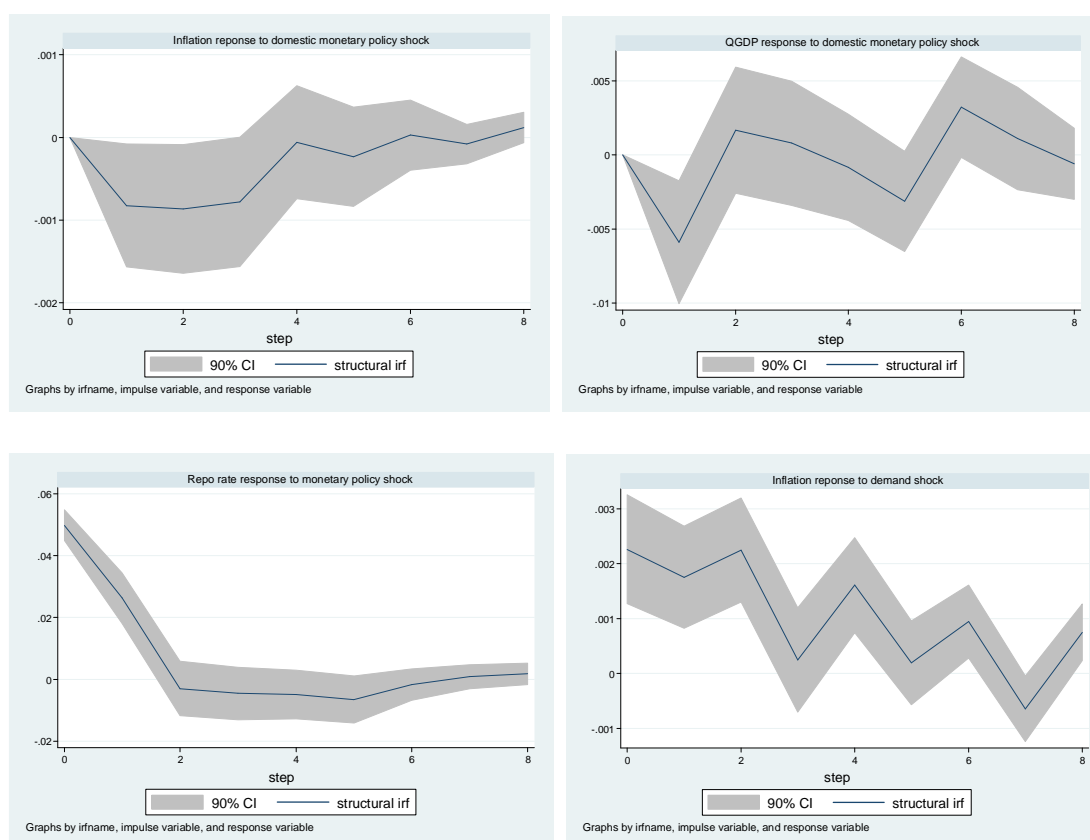 Inflation reponse to domestic monetary policy shock
.001
0
-.001
-.002
0 2 4 6 8
step
90% CI structural irf
Graphs by irfname, impulse variable, and response variable
QGDP response to domestic monetary policy shock
.005
0
-.005
-.01
0 2 4 6 8
step
90% CI structural irf
Graphs by irfname, impulse variable, and response variable
Repo rate response to monetary policy shock
.06
.04
.02
0
-.02
0 2 4 6 8
step
90% CI structural irf
Graphs by irfname, impulse variable, and response variable
Inflation reponse to demand shock
.003
.002
.001
0
-.001
0 2 4 6 8
step
90% CI structural irf
Graphs by irfname, impulse variable, and response variable